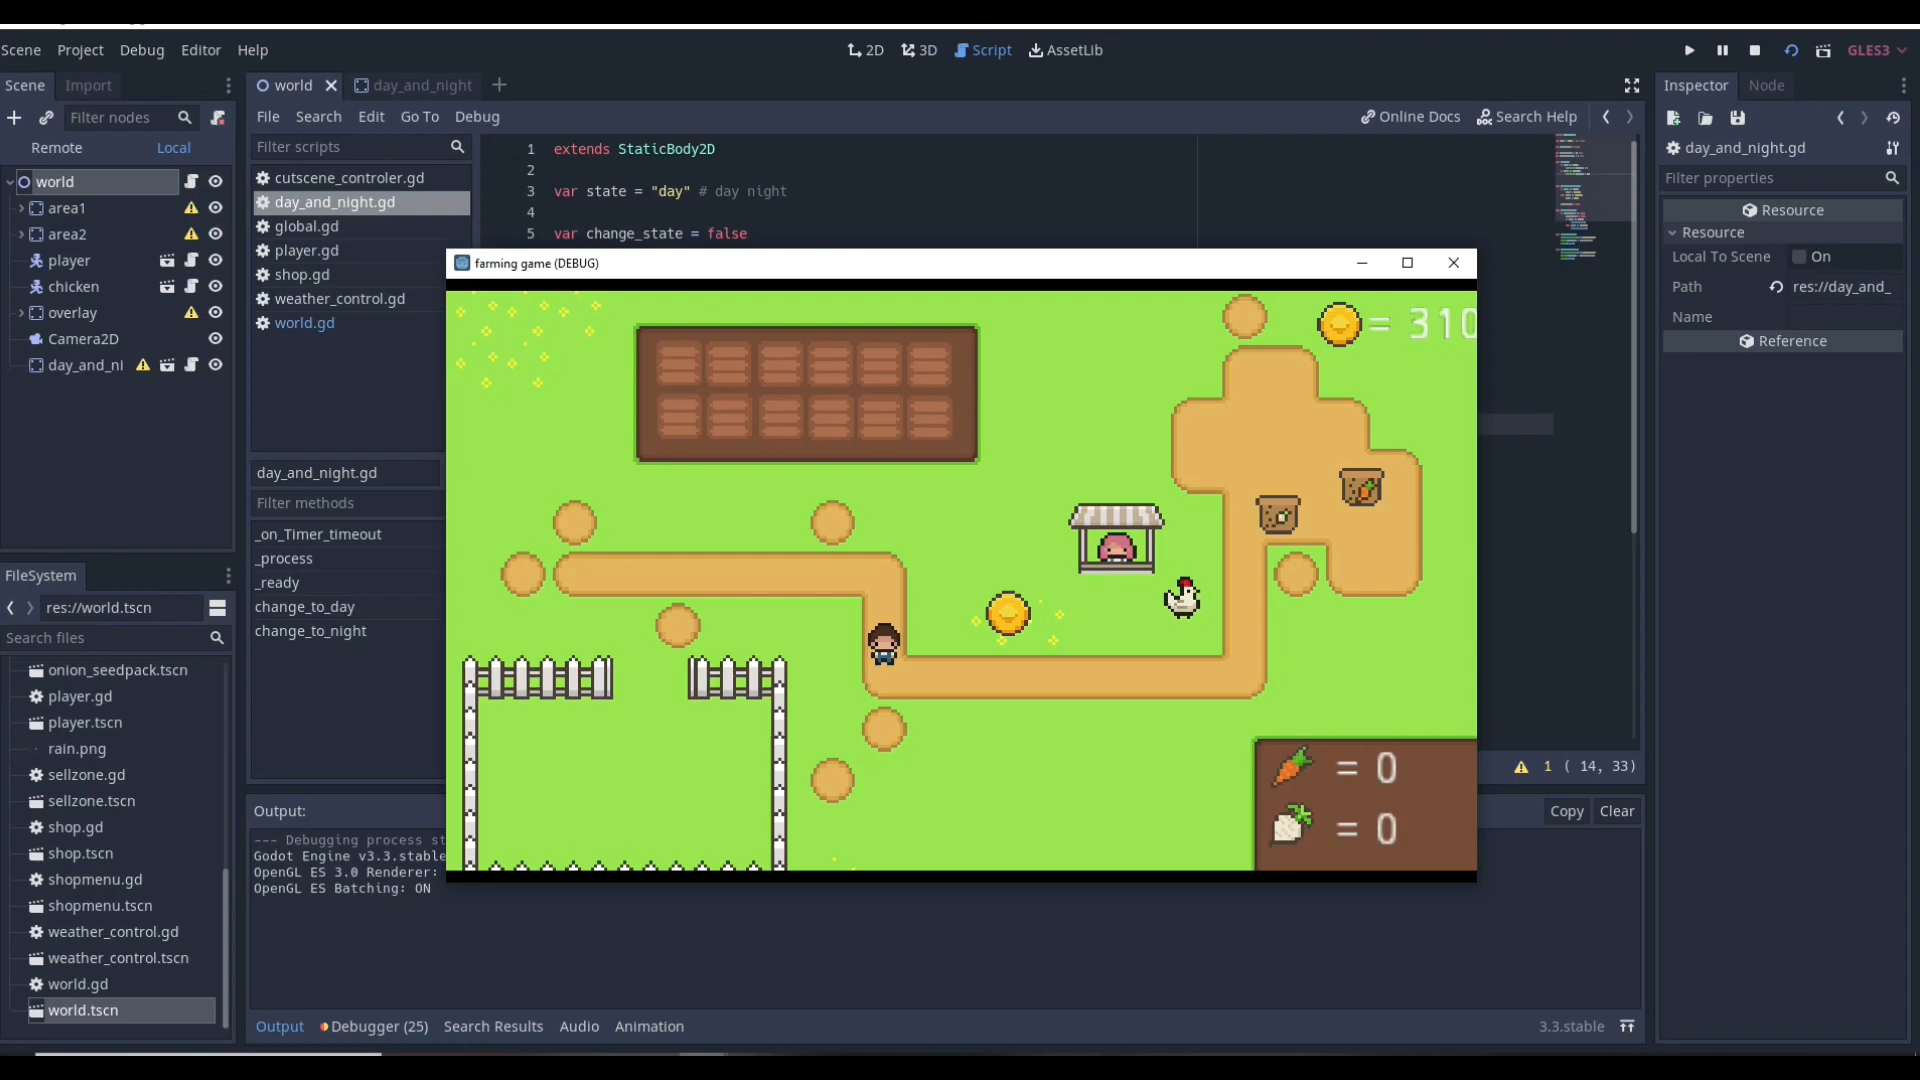 Scene Project Debug Editor Help
2D 3D Script AssetLib
GLES3
Scene Import
world day_and_night
Inspector Node
Filter nodes
File Search Edit Go To Debug
Online Docs Search Help
Remote Local
Filter scripts
day_and_night.gd
Filter properties
world
area1
area2
player
chicken
overlay
Camera2D
day_and_ni
cutscene_controler.gd
day_and_night.gd
global.gd
player.gd
shop.gd
weather_control.gd
world.gd
1 extends StaticBody2D
2
3 var state = "day" # day night
4
5 var change_state = false
Resource
Resource
Local To Scene On
Path res://day_and_
Name
Reference
farming game (DEBUG)
= 310
= 0
= 0
day_and_night.gd
Filter methods
_on_Timer_timeout
_process
_ready
change_to_day
change_to_night
1 ( 14, 33)
FileSystem
res://world.tscn
Search files
onion_seedpack.tscn
player.gd
player.tscn
rain.png
sellzone.gd
sellzone.tscn
shop.gd
shop.tscn
shopmenu.gd
shopmenu.tscn
weather_control.gd
weather_control.tscn
world.gd
world.tscn
Output:
Copy Clear
--- Debugging process st
Godot Engine v3.3.stable
OpenGL ES 3.0 Renderer:
OpenGL ES Batching: ON
Output Debugger (25) Search Results Audio Animation
3.3.stable